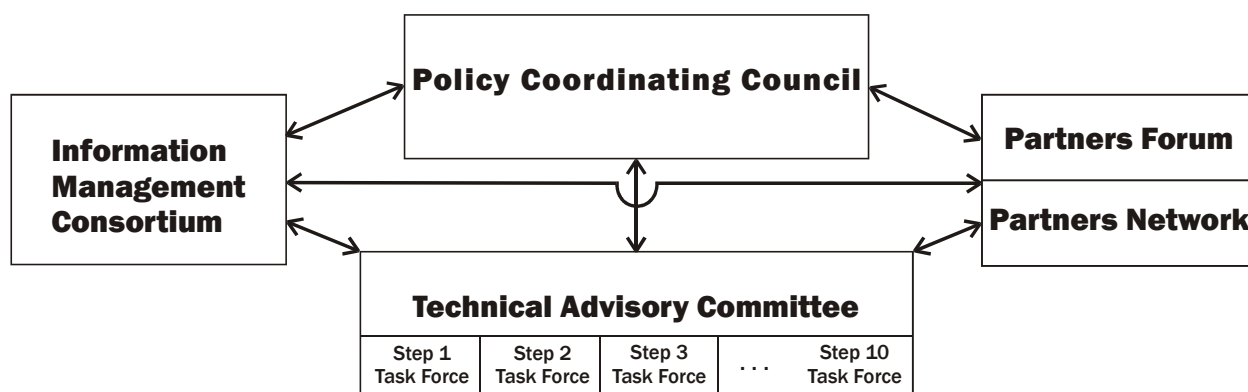 Policy Coordinating Council
Information
Management
Consortium
Partners Forum
Partners Network
Technical Advisory Committee
Step 1
Task Force
Step 2
Task Force
Step 3
Task Force
. . .
Step 10
Task Force